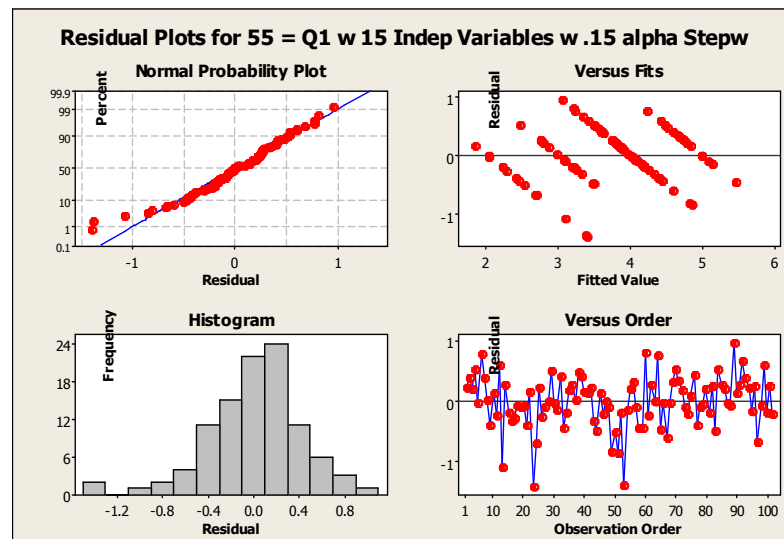 Residual Plots for 55 = Q1 w 15 Indep Variables w .15 alpha Stepw
Normal Probability Plot
Percent
99.9
99
90
50
10
1
0.1
-1 0 1
Residual
Versus Fits
Residual
1
0
-1
2 3 4 5 6
Fitted Value
Histogram
Frequency
24
18
12
6
0
-1.2 -0.8 -0.4 0.0 0.4 0.8
Residual
Versus Order
Residual
1
0
-1
1 10 20 30 40 50 60 70 80 90 100
Observation Order